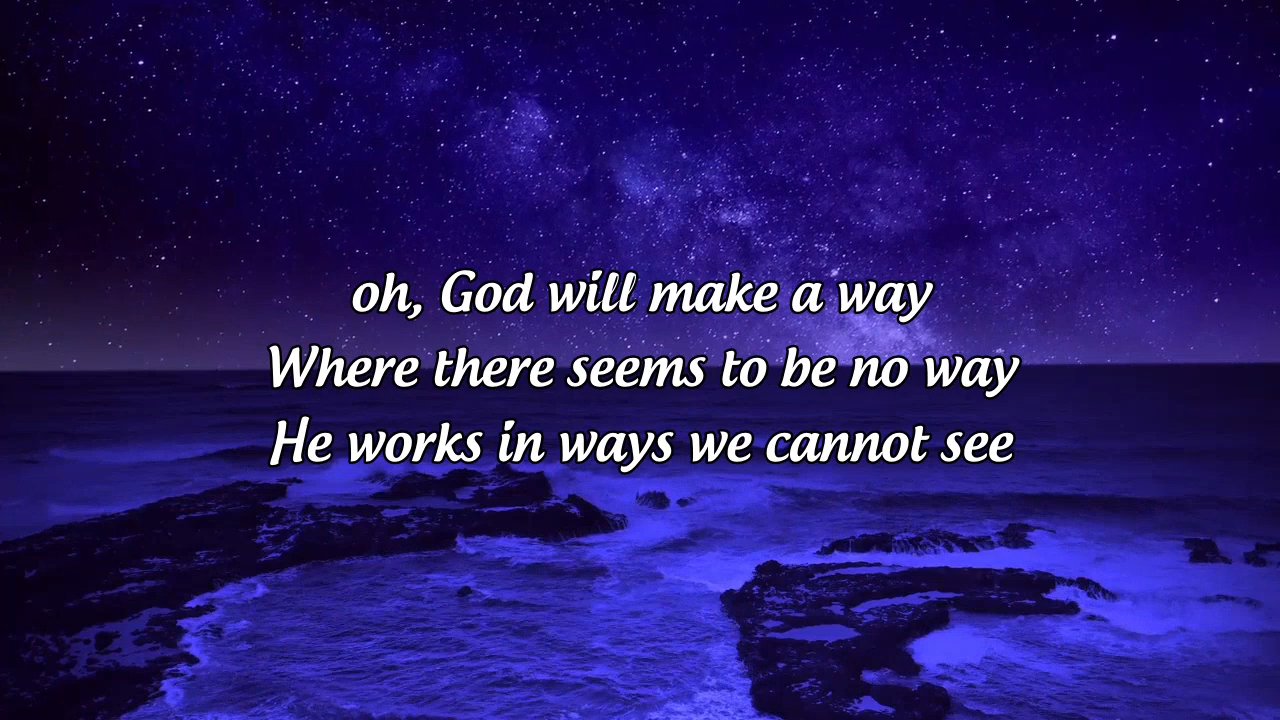 oh, God will make a way
Where there seems to be no way
He works in ways we cannot see